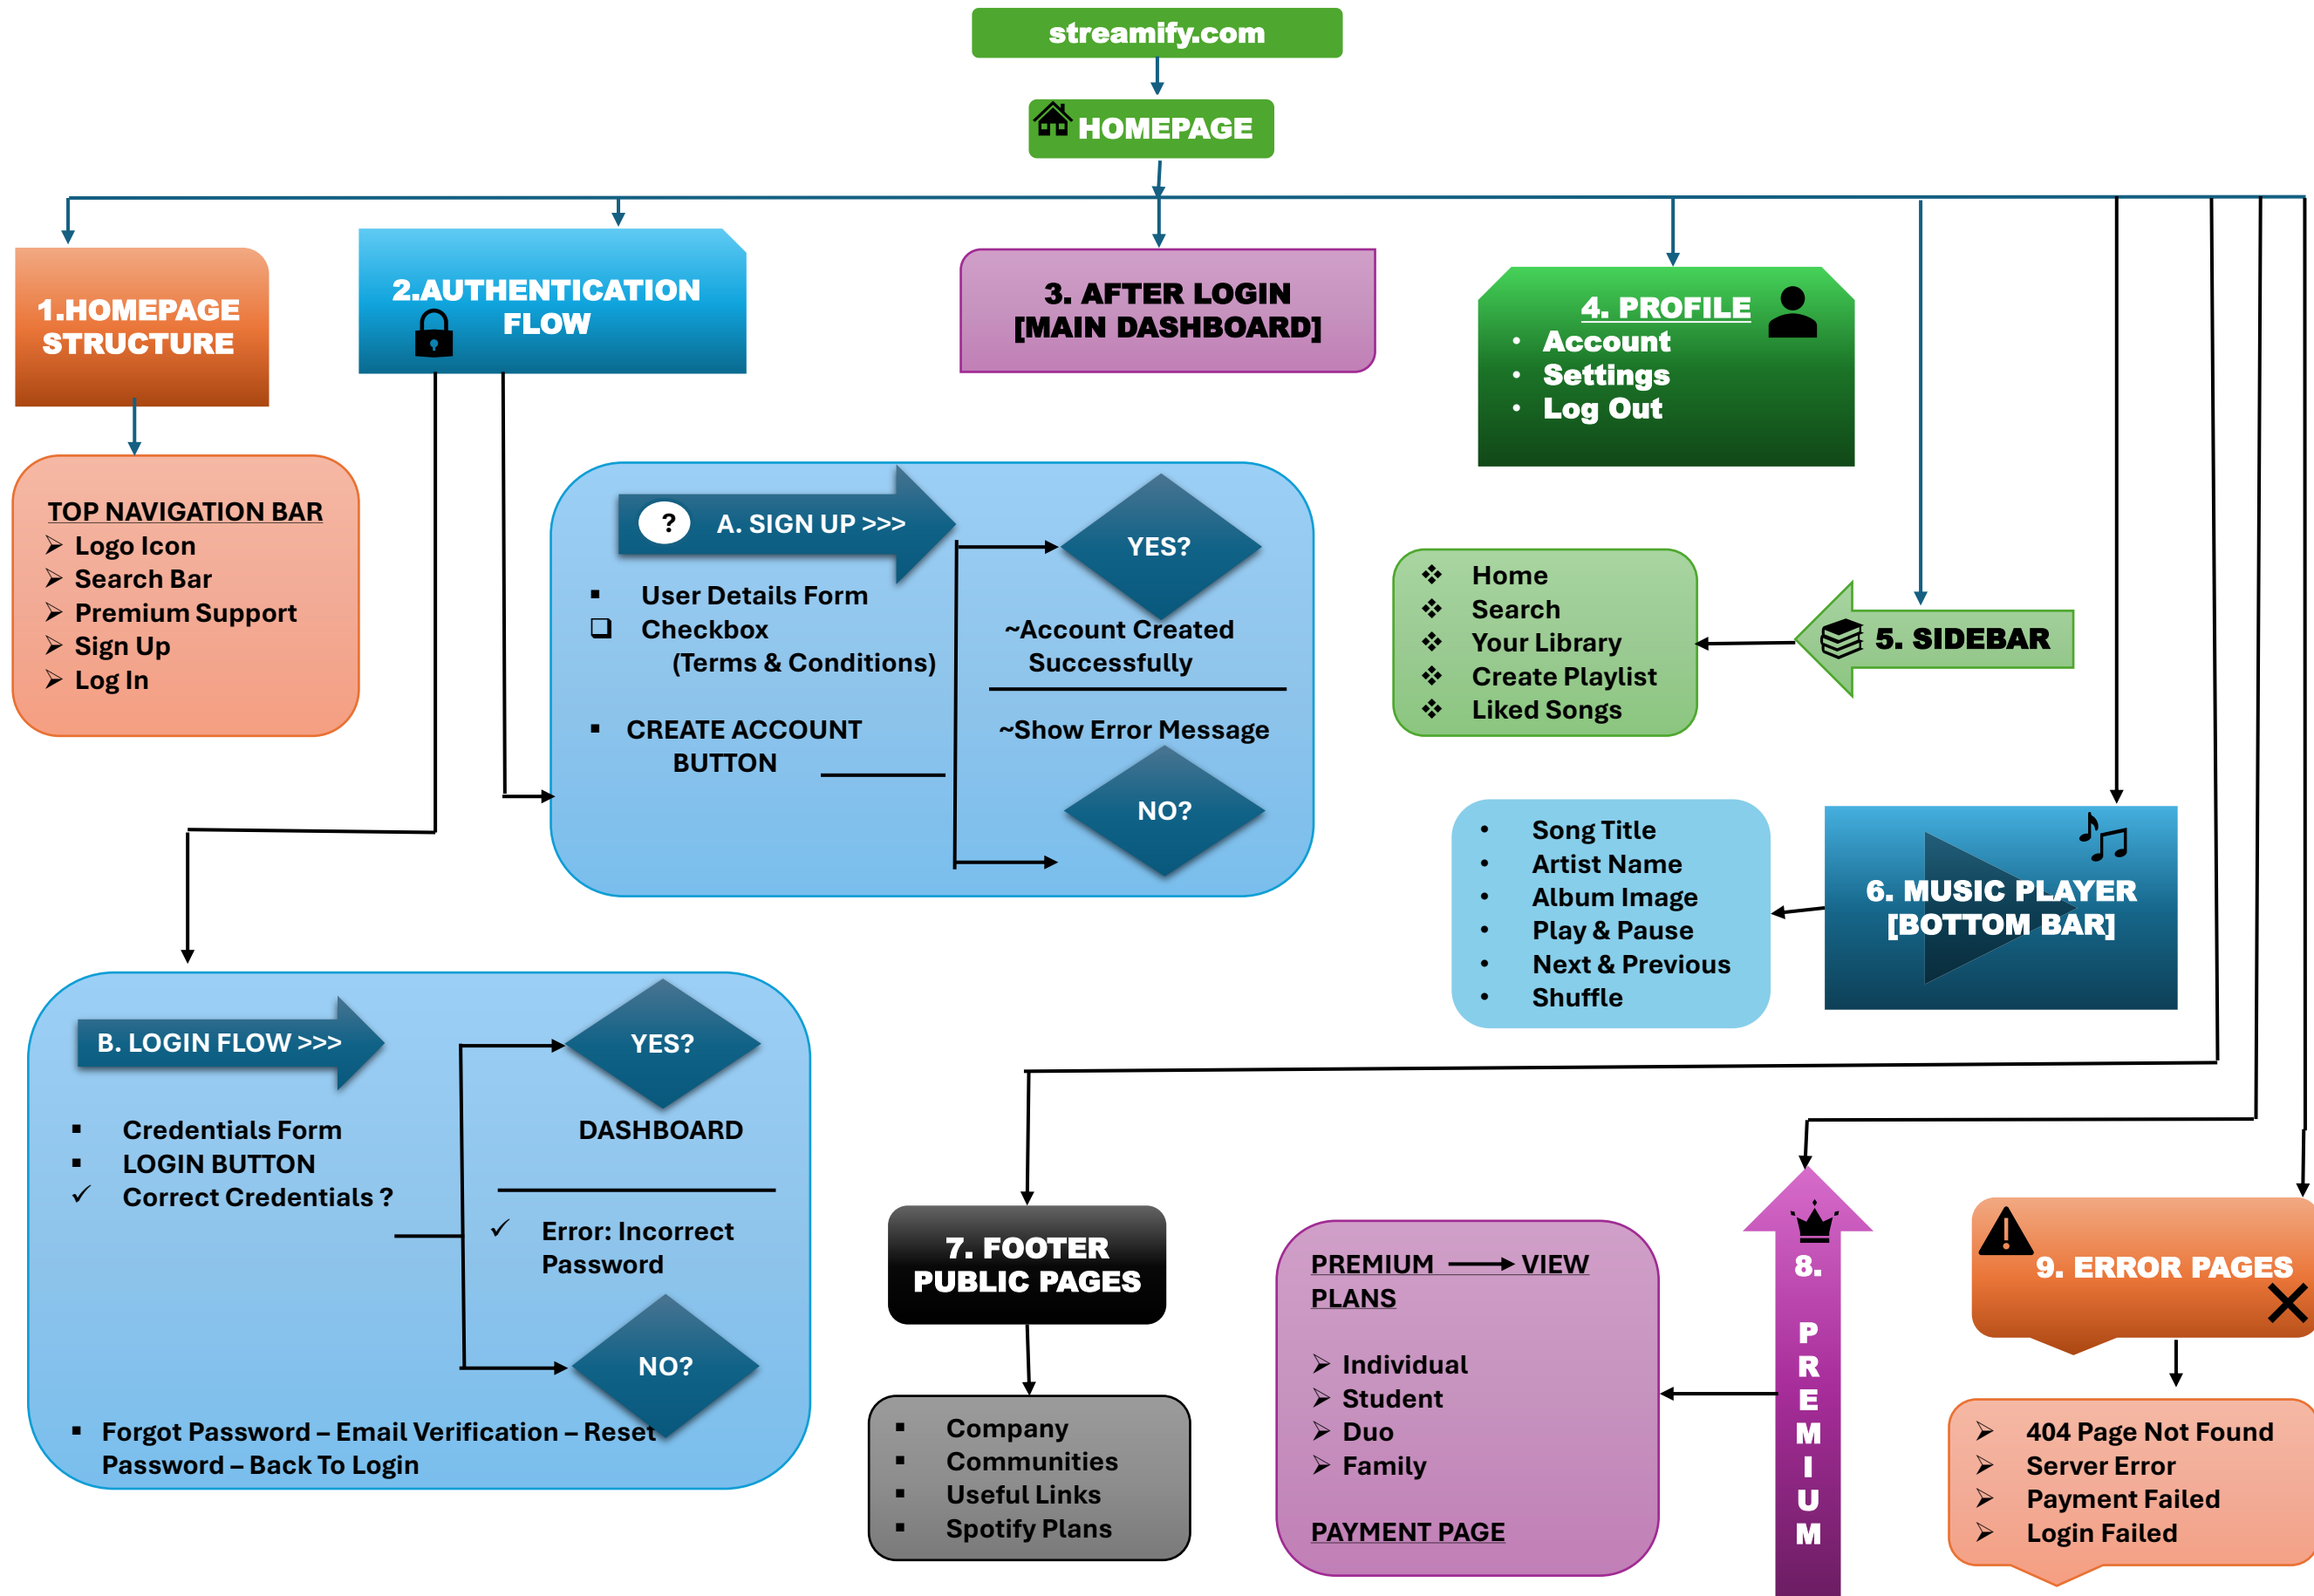 streamify.com
HOMEPAGE
1.HOMEPAGE
STRUCTURE
TOP NAVIGATION BAR
Logo Icon
Search Bar
Premium Support
Sign Up
Log In
2.AUTHENTICATION
FLOW
? A. SIGN UP >>>
User Details Form
Checkbox
(Terms & Conditions)
CREATE ACCOUNT
BUTTON
YES?
~Account Created
Successfully
~Show Error Message
NO?
B. LOGIN FLOW >>>
Credentials Form
LOGIN BUTTON
Correct Credentials ?
YES?
DASHBOARD
Error: Incorrect
Password
NO?
Forgot Password – Email Verification – Reset
Password – Back To Login
3. AFTER LOGIN
[MAIN DASHBOARD]
4. PROFILE
Account
Settings
Log Out
5. SIDEBAR
Home
Search
Your Library
Create Playlist
Liked Songs
6. MUSIC PLAYER
[BOTTOM BAR]
Song Title
Artist Name
Album Image
Play & Pause
Next & Previous
Shuffle
7. FOOTER
PUBLIC PAGES
Company
Communities
Useful Links
Spotify Plans
8.
P
R
E
M
I
U
M
PREMIUM VIEW
PLANS
Individual
Student
Duo
Family
PAYMENT PAGE
9. ERROR PAGES
404 Page Not Found
Server Error
Payment Failed
Login Failed